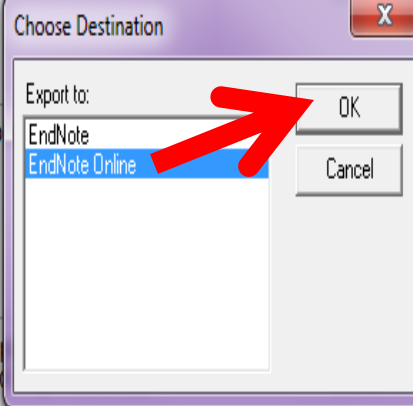 Choose Destination
X
Export to:
OK
EndNote
EndNote Online
Cancel